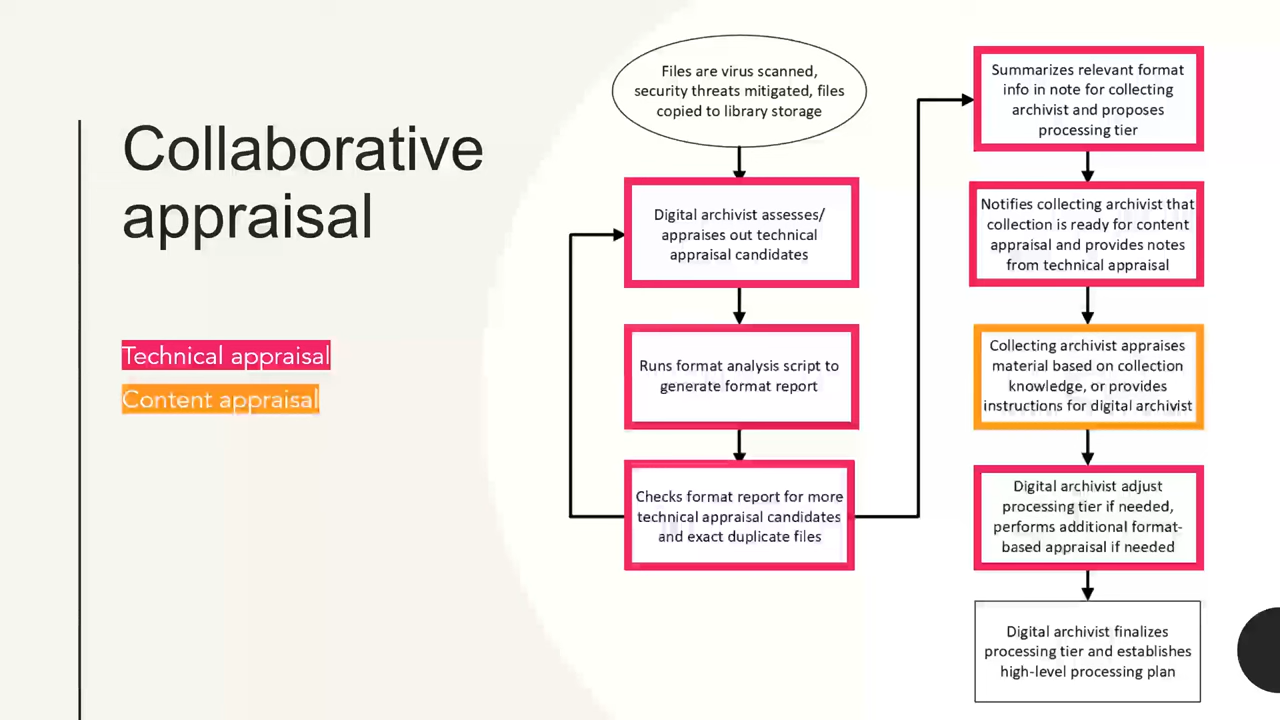 Collaborative
appraisal
Technical appraisal
Content appraisal
Files are virus scanned,
security threats mitigated, files
copied to library storage
Digital archivist assesses/
appraises out technical
appraisal candidates
Runs format analysis script to
generate format report
Checks format report for more
technical appraisal candidates
and exact duplicate files
Summarizes relevant format
info in note for collecting
archivist and proposes
processing tier
Notifies collecting archivist that
collection is ready for content
appraisal and provides notes
from technical appraisal
Collecting archivist appraises
material based on collection
knowledge, or provides
instructions for digital archivist
Digital archivist adjust
processing tier if needed,
performs additional format-
based appraisal if needed
Digital archivist finalizes
processing tier and establishes
high-level processing plan